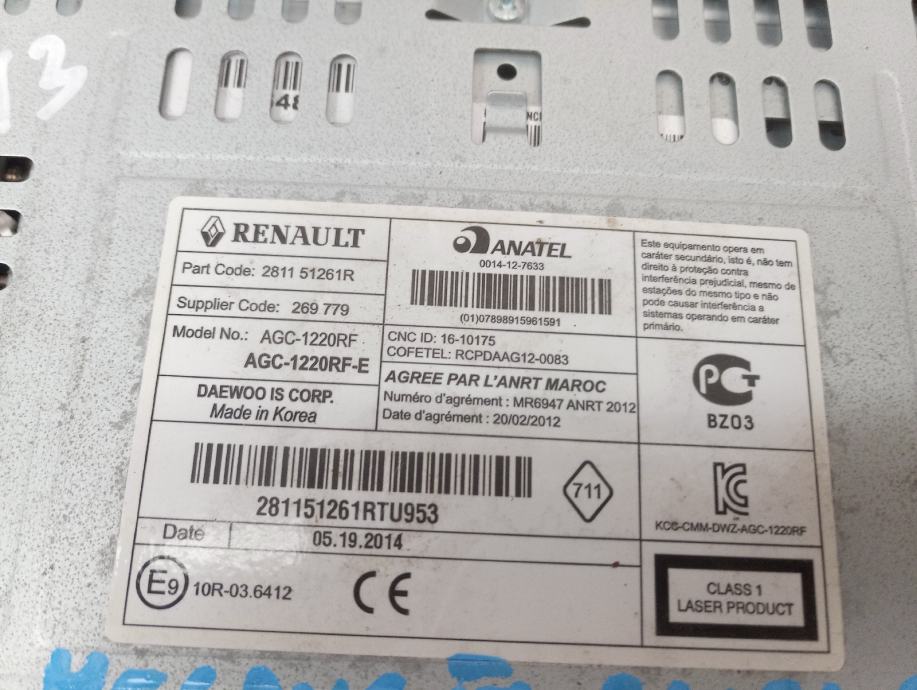 13
48
NCI
RENAULT
Part Code: 2811 51261R
Supplier Code: 269 779
Model No.: AGC-1220RF
AGC-1220RF-E
DAEWOO IS CORP.
Made in Korea
ANATEL
0014-12-7633
(01)07898915961591
CNC ID: 16-10175
COFETEL: RCPDAAG12-0083
AGREE PAR L'ANRT MAROC
Numéro d'agrément : MR6947 ANRT 2012
Date d'agrément : 20/02/2012
Este equipamento opera em
caráter secundário, isto é, não tem
direito à proteção contra
interferência prejudicial, mesmo de
estações do mesmo tipo e não
pode causar interferência a
sistemas operando em caráter
primário.
PCT
BZ03
281151261RTU953
711
KC
KCC-CMM-DWZ-AGC-1220RF
Date
05.19.2014
E9
10R-03.6412
CE
CLASS 1
LASER PRODUCT